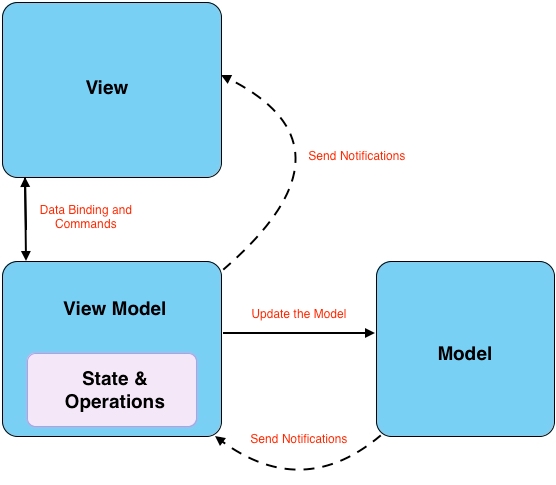 View
Send Notifications
Data Binding and
Commands
View Model
Update the Model
State &
Operations
Model
Send Notifications